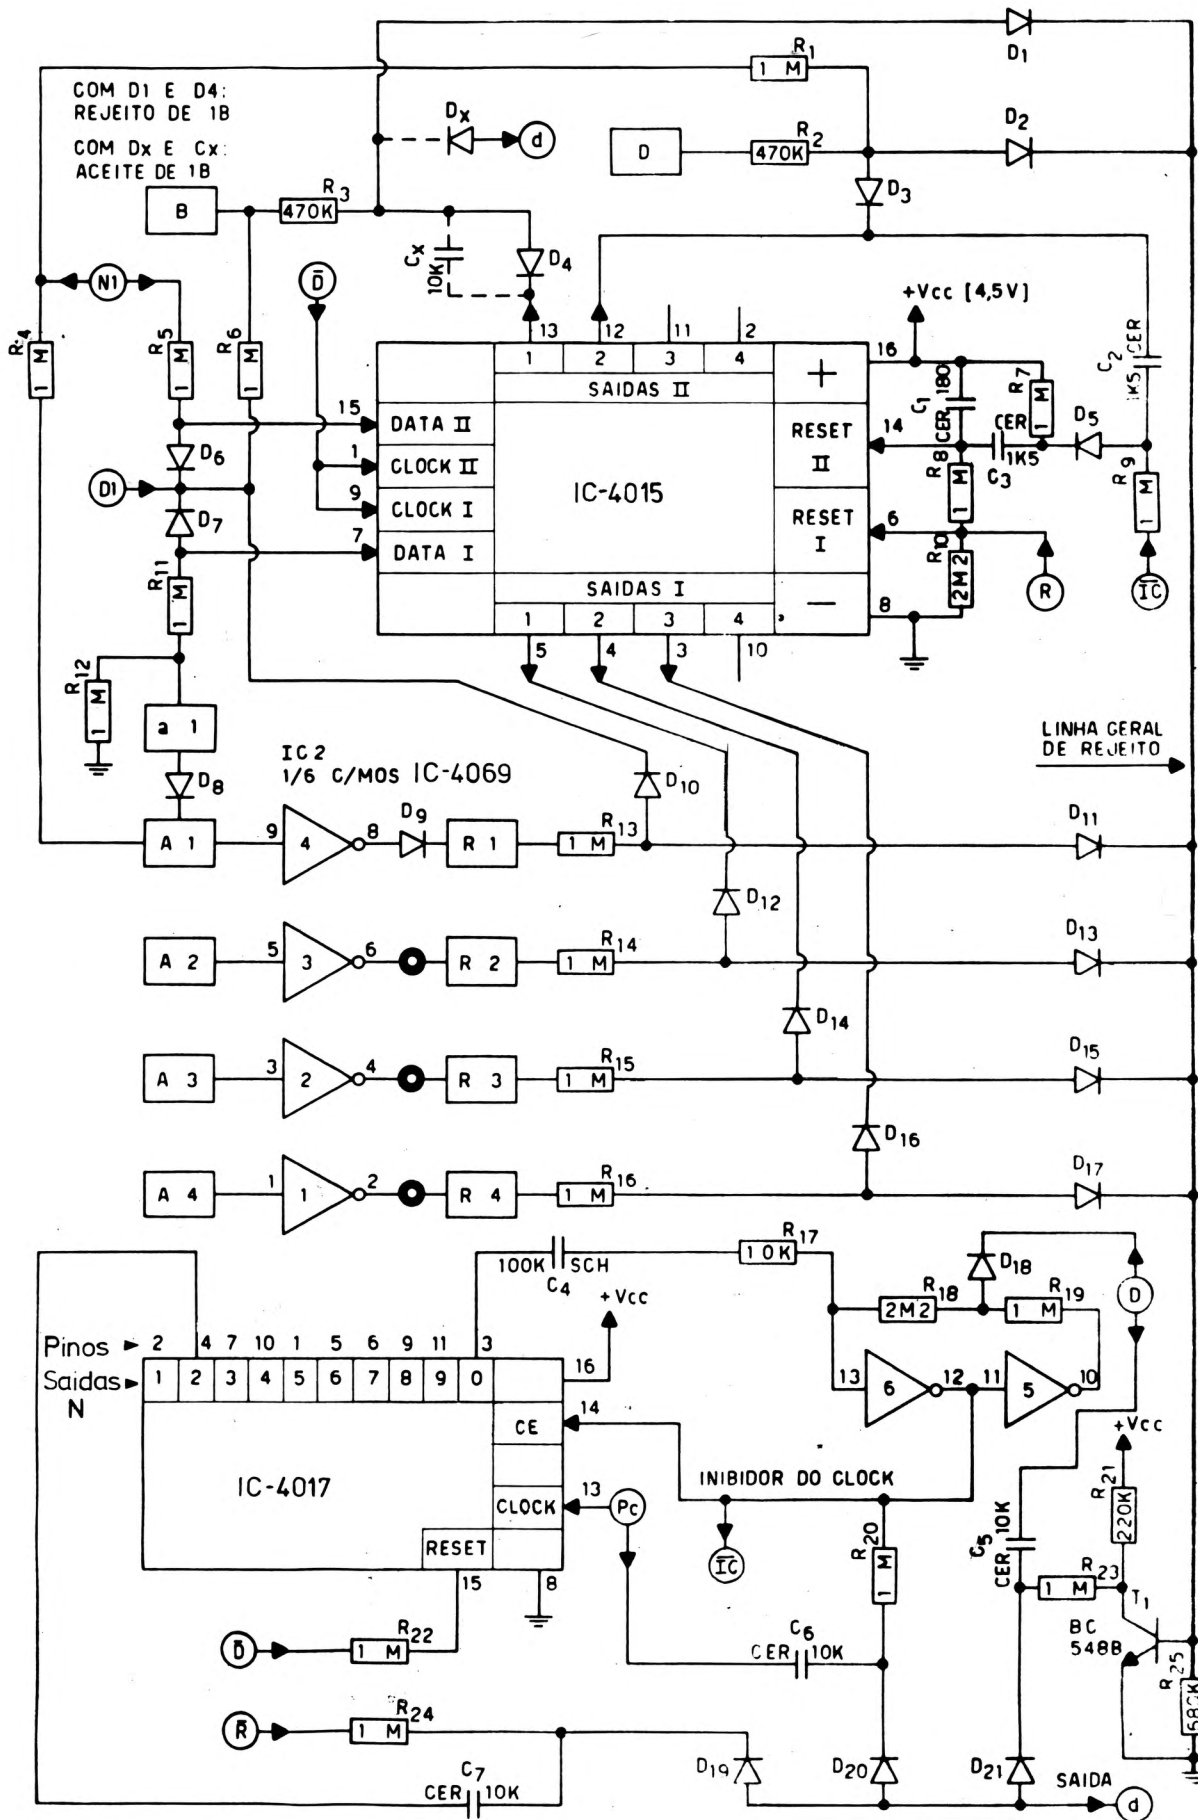 D1
R1
1 M
COM D1 E D4:
REJEITO DE 1B
COM Dx E Cx:
ACEITE DE 1B
Dx
d
D
R2
470K
D2
D3
B
R3
470K
Cx
10K
D4
N1
D̅
R4
1 M
R5
1 M
R6
1 M
+Vcc [4,5V]
13
12
11
2
1
2
3
4
SAIDAS II
+
16
15
DATA II
1
CLOCK II
9
CLOCK I
7
DATA I
IC-4015
RESET
II
14
RESET
I
6
—
8
SAIDAS I
1
2
3
4
5
4
3
10
C1
CER 180
R7
1 M
CER
C3
1K5
D5
C2
1K5 CER
R8
1 M
R9
1 M
R10
2M2
R
I̅C̅
D6
D1
D7
R11
1 M
R12
1 M
a 1
D8
LINHA GERAL
DE REJEITO
IC 2
1/6 C/MOS IC-4069
A 1
9
4
8
D9
R 1
R13
1 M
D10
D11
D12
A 2
5
3
6
R 2
R14
1 M
D13
D14
A 3
3
2
4
R 3
R15
1 M
D15
D16
A 4
1
1
2
R 4
R16
1 M
D17
100K
SCH
C4
R17
10K
D18
D
R18
2M2
R19
1 M
+Vcc
Pinos
2
4
7
10
1
5
6
9
11
3
Saidas
N
1
2
3
4
5
6
7
8
9
0
16
13
6
12
11
5
10
CE
14
IC-4017
CLOCK
13
Pc
RESET
15
8
INIBIDOR DO CLOCK
I̅C̅
R20
1 M
+Vcc
R21
220K
C5
CER 10K
R23
1 M
T1
BC
548B
R25
680K
D̅
R22
1 M
C6
CER
10K
R̅
R24
1 M
C7
CER
10K
D19
D20
D21
SAIDA
d